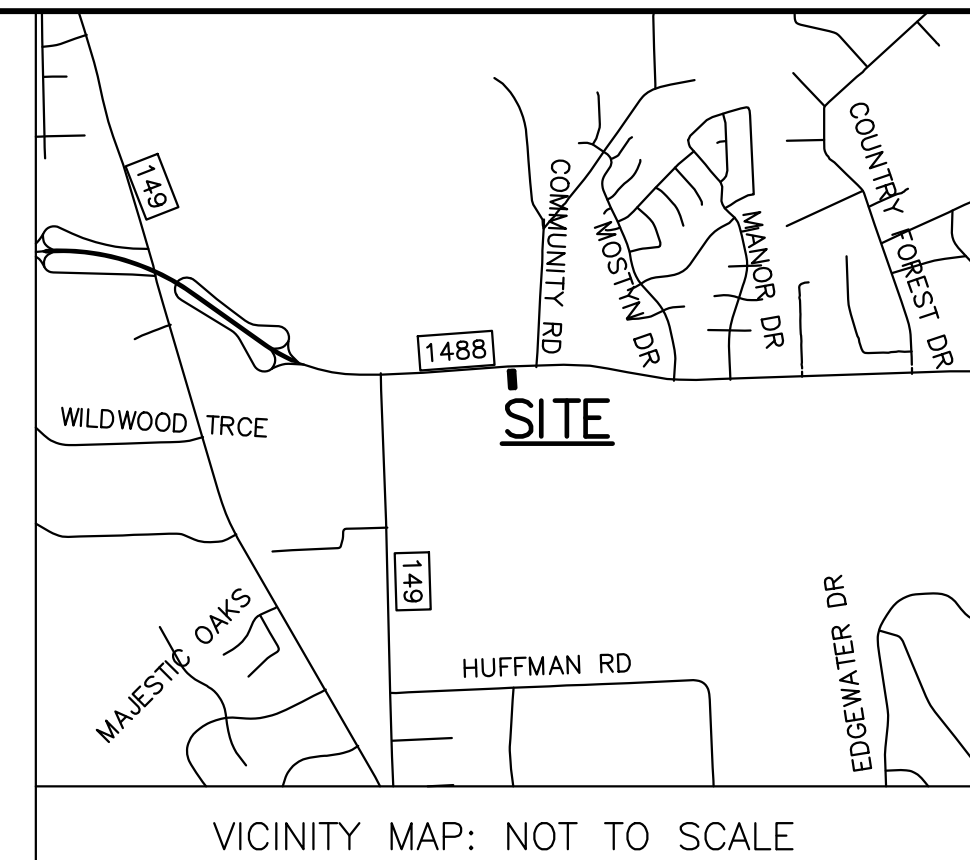 149
COMMUNITY RD
MOSTYN DR
MANOR DR
COUNTRY FOREST DR
1488
SITE
WILDWOOD TRCE
149
MAJESTIC OAKS
HUFFMAN RD
EDGEWATER DR
VICINITY MAP: NOT TO SCALE